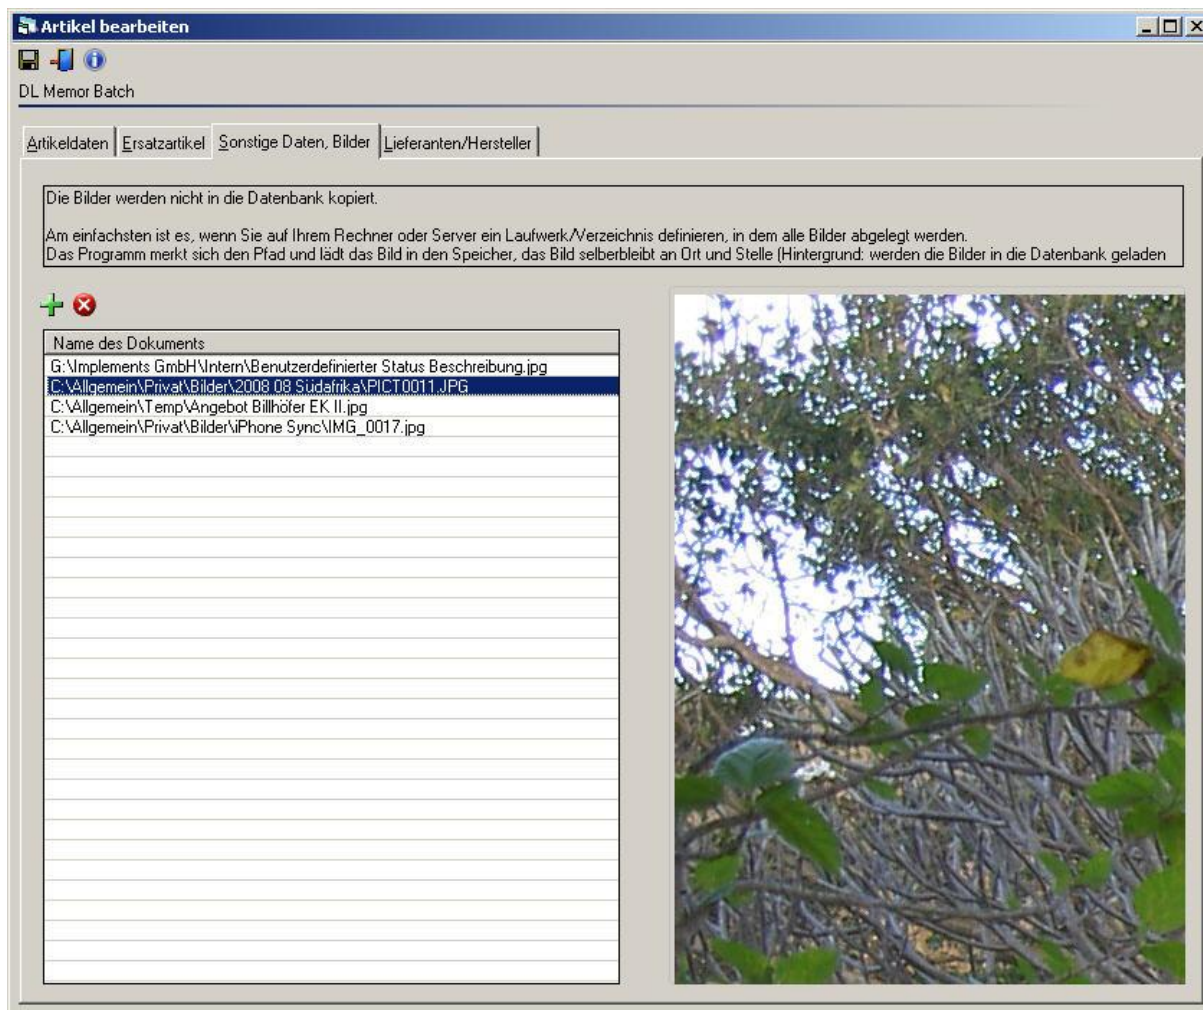 Artikel bearbeiten
DL Memor Batch
Artikeldaten Ersatzartikel Sonstige Daten, Bilder Lieferanten/Hersteller
Die Bilder werden nicht in die Datenbank kopiert.
Am einfachsten ist es, wenn Sie auf Ihrem Rechner oder Server ein Laufwerk/Verzeichnis definieren, in dem alle Bilder abgelegt werden.
Das Programm merkt sich den Pfad und lädt das Bild in den Speicher, das Bild selberbleibt an Ort und Stelle (Hintergrund: werden die Bilder in die Datenbank geladen
Name des Dokuments
G:\Implements GmbH\Intern\Benutzerdefinierter Status Beschreibung.jpg
C:\Allgemein\Privat\Bilder\2008 08 Südafrika\PICT0011.JPG
C:\Allgemein\Temp\Angebot Billhöfer EK II.jpg
C:\Allgemein\Privat\Bilder\iPhone Sync\IMG_0017.jpg